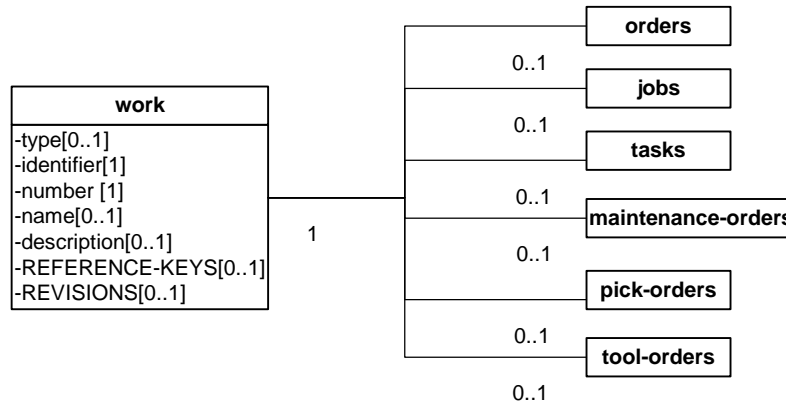 orders
0..1
work
jobs
-type[0..1]
-identifier[1]
-number [1]
-name[0..1]
-description[0..1]
-REFERENCE-KEYS[0..1]
-REVISIONS[0..1]
0..1
tasks
1
0..1
maintenance-orders
0..1
pick-orders
0..1
tool-orders
0..1